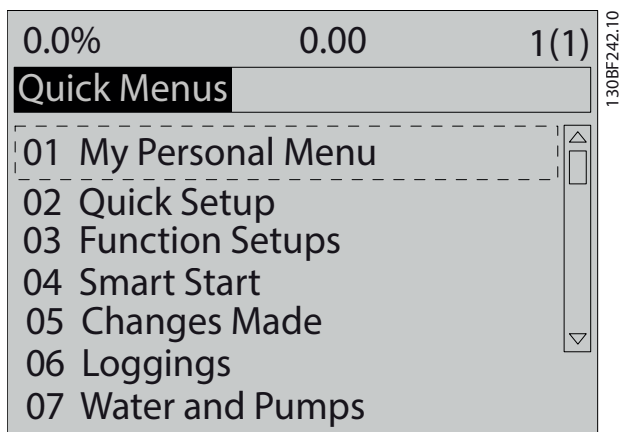 0.0% 0.00 1(1)
Quick Menus
01 My Personal Menu
02 Quick Setup
03 Function Setups
04 Smart Start
05 Changes Made
06 Loggings
07 Water and Pumps
130BF242.10